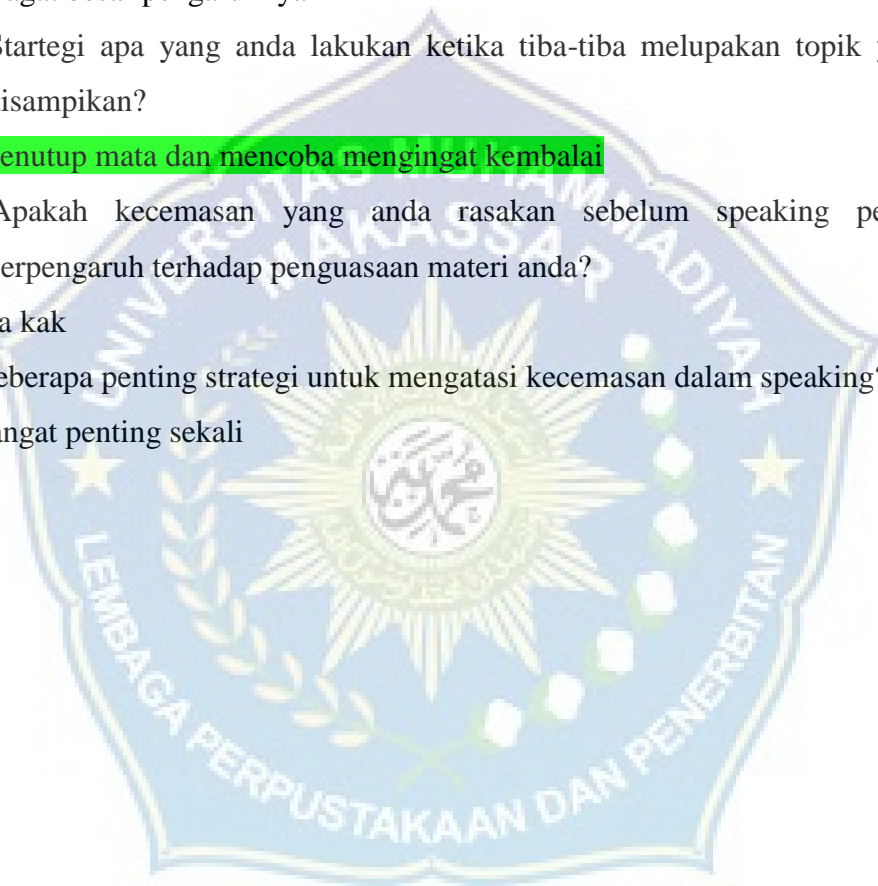 Startegi apa yang anda lakukan ketika tiba-tiba melupakan topik
isampikan?
enutup mata dan mencoba mengingat kembalai
Apakah kecemasan yang anda rasakan sebelum speaking pe
erpengaruh terhadap penguasaan materi anda?
a kak
eberapa penting strategi untuk mengatasi kecemasan dalam speaking?
angat penting sekali
UNIVERSITAS MUHAMMADIYAH
MAKASSAR
LEMBAGA PERPUSTAKAAN DAN PENERBITAN